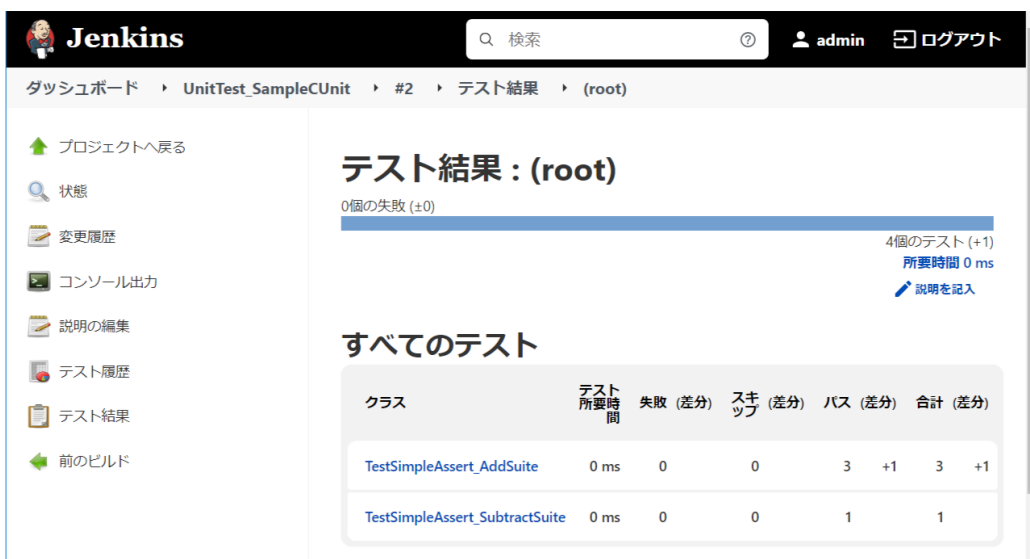 Jenkins 検索 admin ログアウト
ダッシュボード UnitTest_SampleCUnit #2 テスト結果 (root)
プロジェクトへ戻る
状態
変更履歴
コンソール出力
説明の編集
テスト履歴
テスト結果
前のビルド
テスト結果 : (root)
0個の失敗 (±0)
4個のテスト (+1)
所要時間 0 ms
説明を記入
すべてのテスト
クラス テスト所要時間 失敗 (差分) スキップ (差分) パス (差分) 合計 (差分)
TestSimpleAssert_AddSuite 0 ms 0 0 3 +1 3 +1
TestSimpleAssert_SubtractSuite 0 ms 0 0 1 1